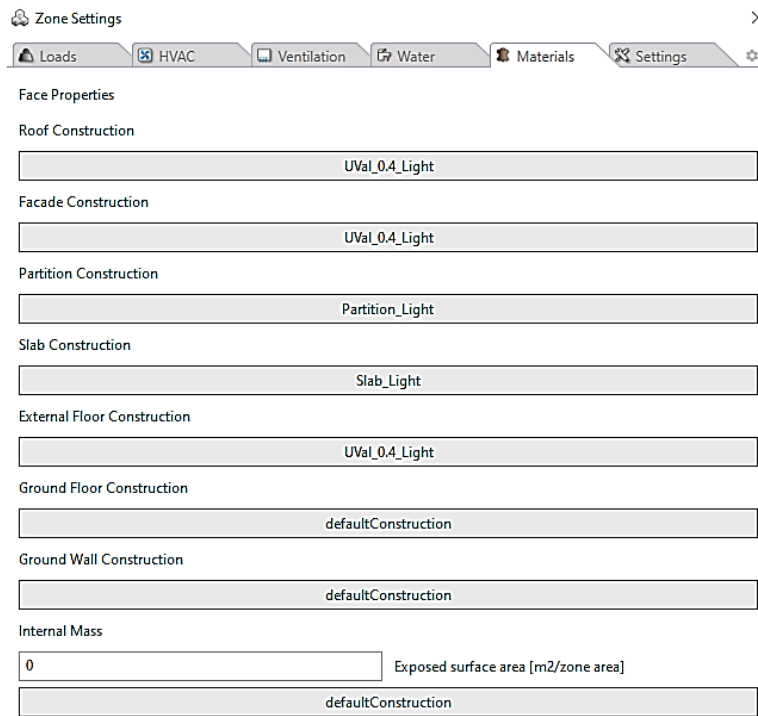 Zone Settings
Loads HVAC Ventilation Water Materials Settings
Face Properties
Roof Construction
UVal_0.4_Light
Facade Construction
UVal_0.4_Light
Partition Construction
Partition_Light
Slab Construction
Slab_Light
External Floor Construction
UVal_0.4_Light
Ground Floor Construction
defaultConstruction
Ground Wall Construction
defaultConstruction
Internal Mass
0 Exposed surface area [m2/zone area]
defaultConstruction